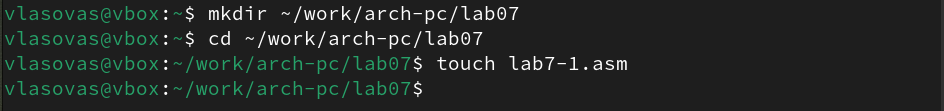 vlasovas@vbox:~$ mkdir ~/work/arch-pc/lab07
vlasovas@vbox:~$ cd ~/work/arch-pc/lab07
vlasovas@vbox:~/work/arch-pc/lab07$ touch lab7-1.asm
vlasovas@vbox:~/work/arch-pc/lab07$